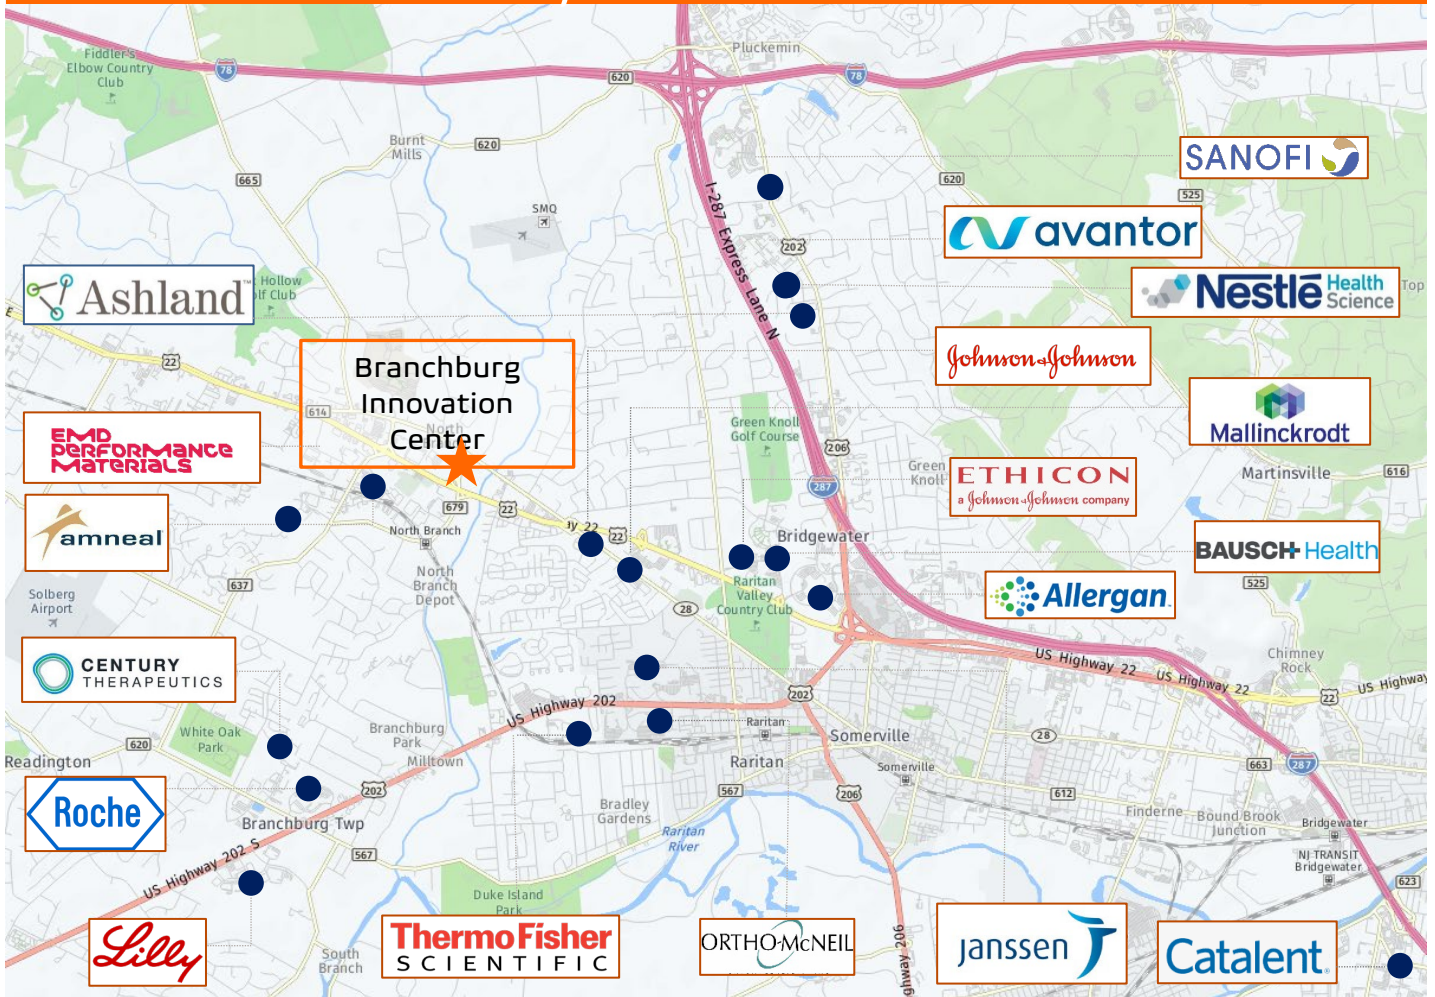 Pluckemin
Fiddler's
Elbow Country
Club
78
620
78
Burnt
Mills
620
SANOFI
665
620
525
SMQ
I-287 Express Lane N
202
avantor
Hollow
olf Club
Ashland™
Nestlé Health
Science
Top
E
22
Johnson & Johnson
Branchburg
Innovation
Center
614
North
Green Knoll
Golf Course
206
Mallinckrodt
EMD
PERFORMANCE
MATERIALS
Green
Knoll
ETHICON
a Johnson & Johnson company
Martinsville
616
287
679
22
amneal
North Branch
22
Bridgewater
BAUSCH+Health
North
Branch
Depot
637
Solberg
Airport
Raritan
Valley
Country Club
28
Allergan
525
CENTURY
THERAPEUTICS
US Highway 22
US Highway 22
Chimney
Rock
22
US Highway
US Highway 202
202
White Oak
Park
Branchburg
Park
Milltown
Raritan
Somerville
28
620
Readington
Raritan
Somerville
663
287
202
567
206
612
Roche
Bradley
Gardens
Finderne
Bound Brook
Junction
Bridgewater
Branchburg Twp
Raritan
River
567
US Highway 202 S
NJ TRANSIT
Bridgewater
623
Duke Island
Park
Lilly
ThermoFisher
SCIENTIFIC
ORTHO-McNEIL
janssen
Catalent
South
Branch
ghway 206